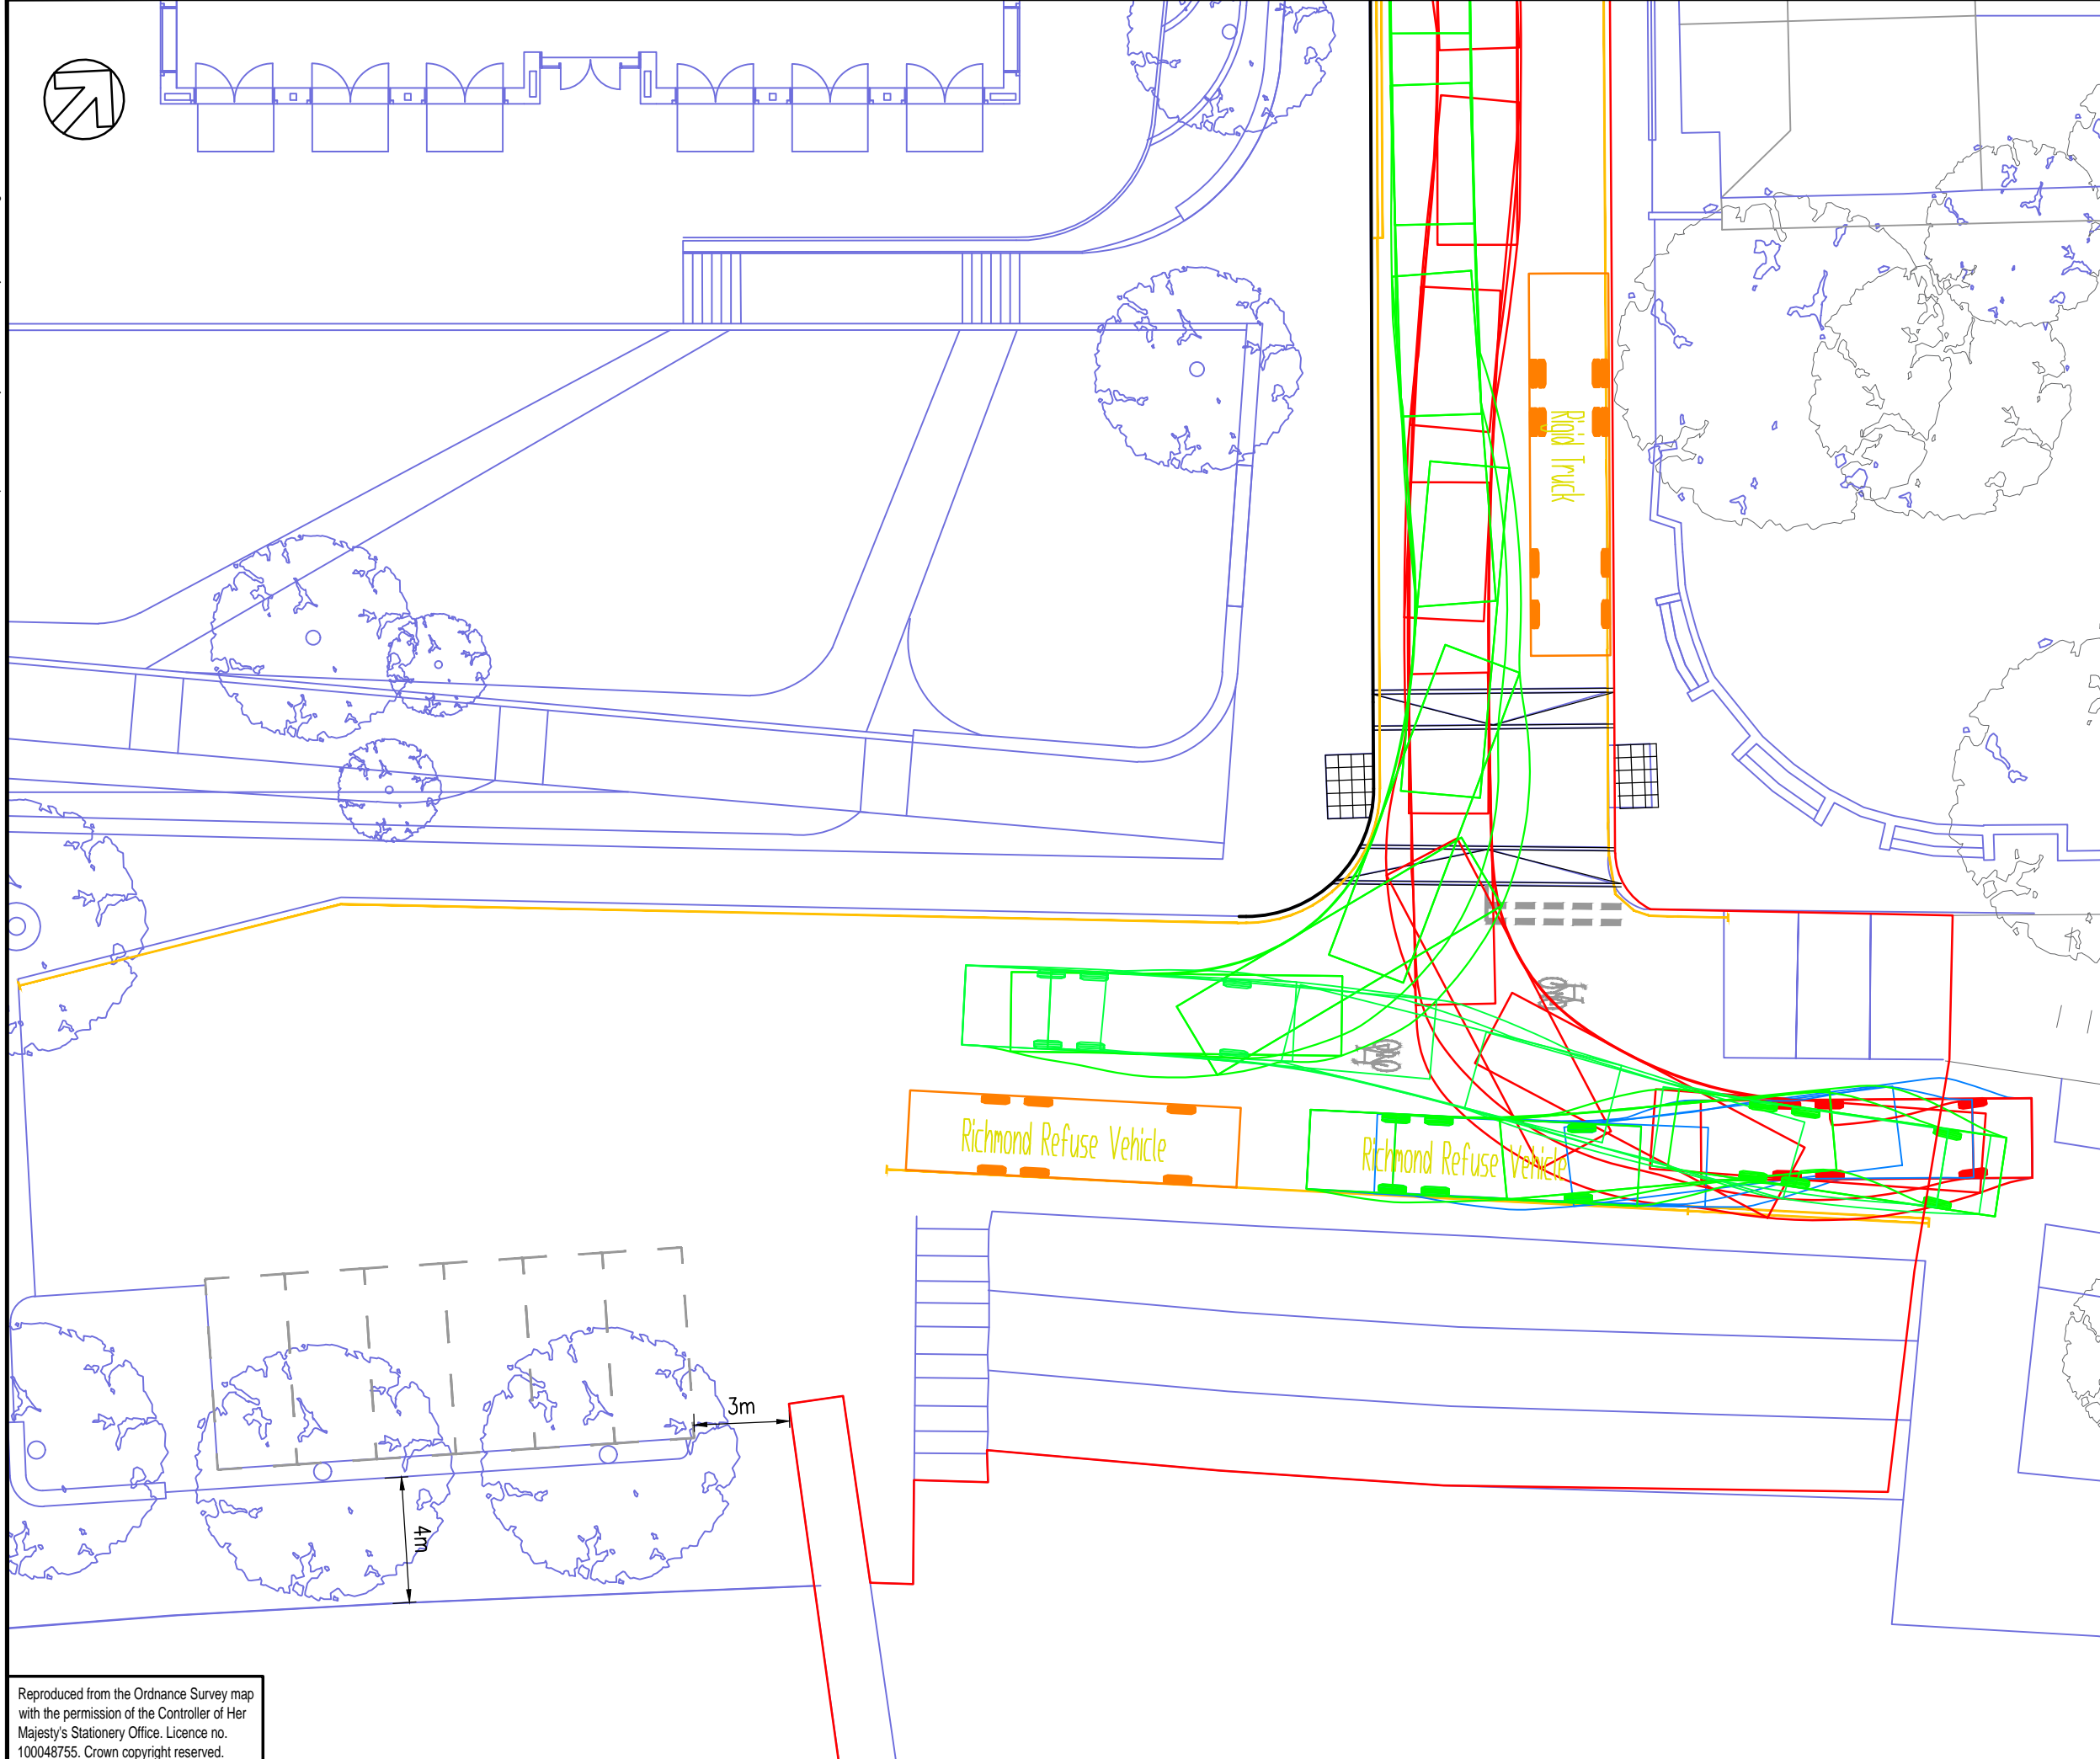 Rigid Truck
Richmond Refuse Vehicle
Richmond Refuse Vehicle
3m
4m
Reproduced from the Ordnance Survey map
with the permission of the Controller of Her
Majesty's Stationery Office. Licence no.
100048755. Crown copyright reserved.